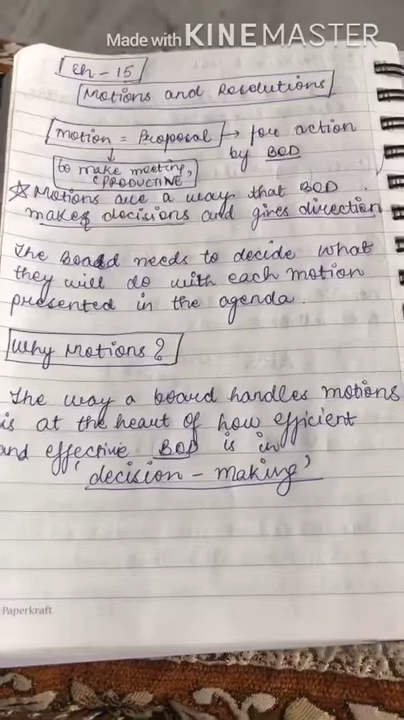 Made with KINEMASTER
Ch - 15
Motions and Resolutions
Motion = Proposal → for action
by BOD
↓
to make meeting,
PRODUCTIVE
☆ Motions are a way that BOD
makes decisions and gives direction
The Board needs to decide what
they will do with each motion
presented in the agenda.
Why Motions?
The way a board handles motions
is at the heart of how efficient
and effective BOD is in
'decision - making'
Paperkraft